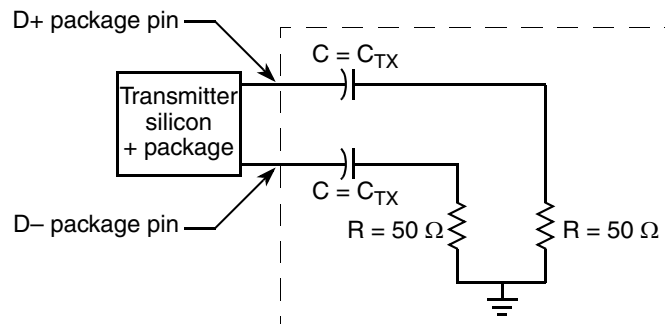 D+ package pin
C = CTX
Transmitter
silicon
+ package
C = CTX
D– package pin
R = 50 Ω
R = 50 Ω